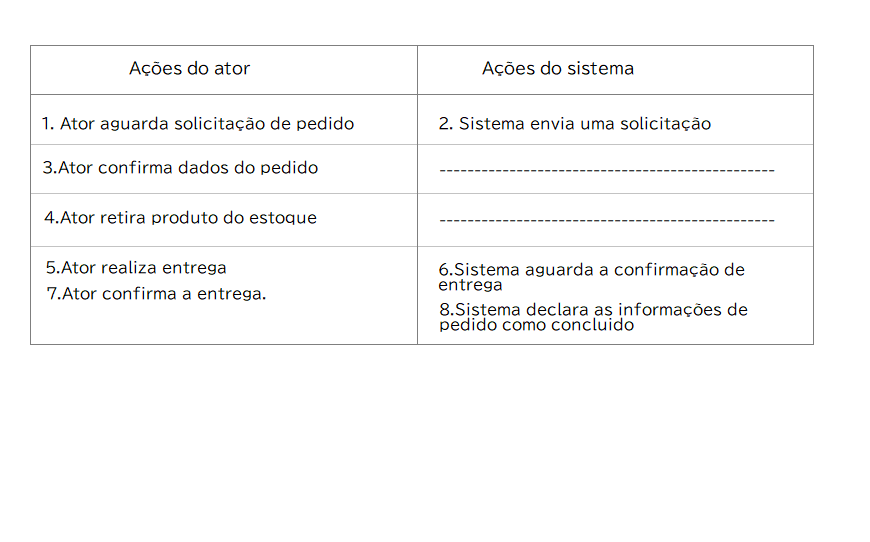 Ações do ator
Ações do sistema
1. Ator aguarda solicitação de pedido
2. Sistema envia uma solicitação
3.Ator confirma dados do pedido
------------------------------------------------
4.Ator retira produto do estoque
------------------------------------------------
5.Ator realiza entrega
7.Ator confirma a entrega.
6.Sistema aguarda a confirmação de
entrega
8.Sistema declara as informações de
pedido como concluido